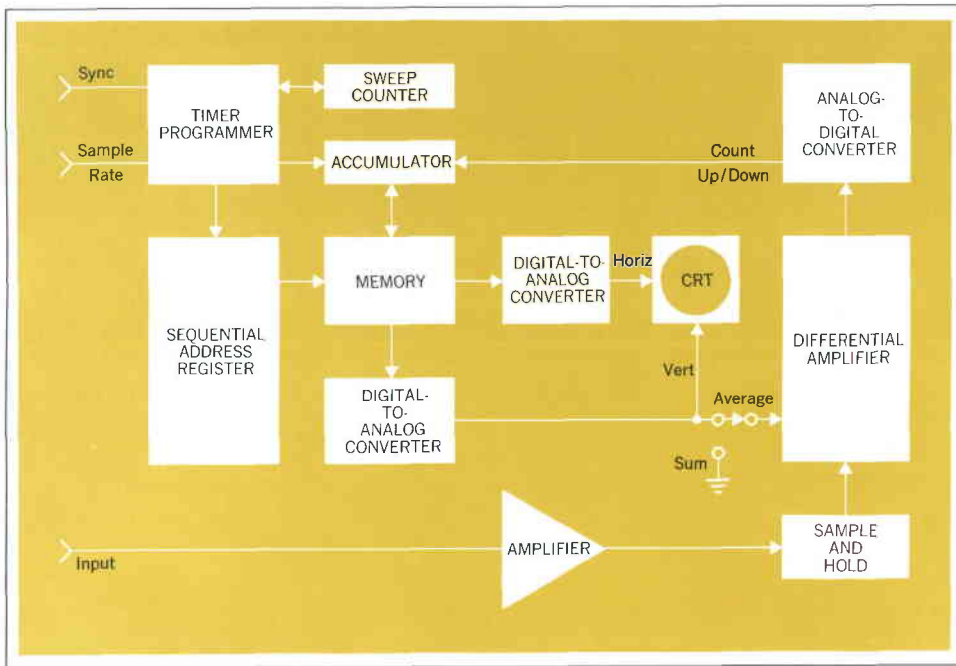 Sync
TIMER
PROGRAMMER
SWEEP
COUNTER
Sample
Rate
ACCUMULATOR
Count
Up/Down
ANALOG-
TO-
DIGITAL
CONVERTER
SEQUENTIAL
ADDRESS
REGISTER
MEMORY
DIGITAL-TO-
ANALOG
CONVERTER
Horiz
CRT
DIFFERENTIAL
AMPLIFIER
Vert
DIGITAL-
TO-
ANALOG
CONVERTER
Average
Sum
Input
AMPLIFIER
SAMPLE
AND
HOLD